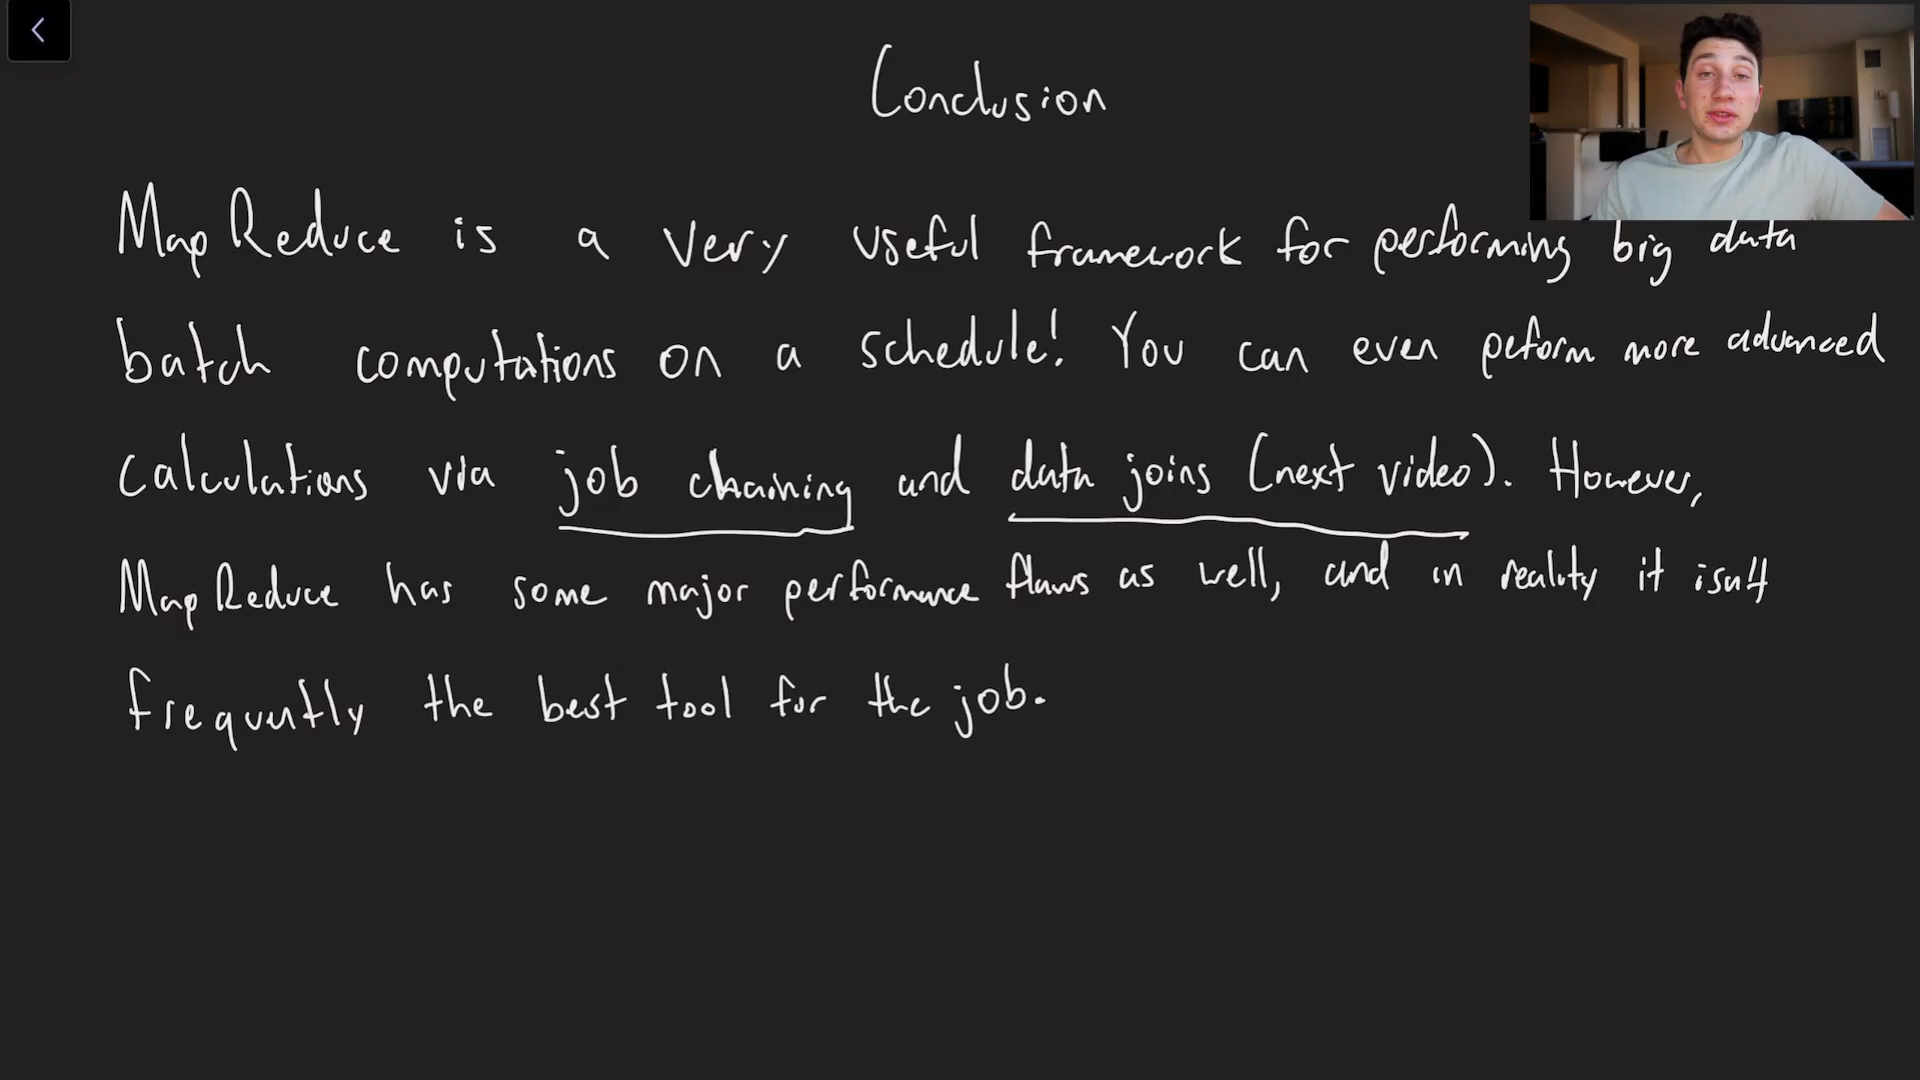 Conclusion
MapReduce is a very useful framework for performing big data
batch computations on a schedule! You can even peform more advanced
calculations via job chaining and data joins (next video). However,
MapReduce has some major performance flaws as well, and in reality it isn't
frequently the best tool for the job.